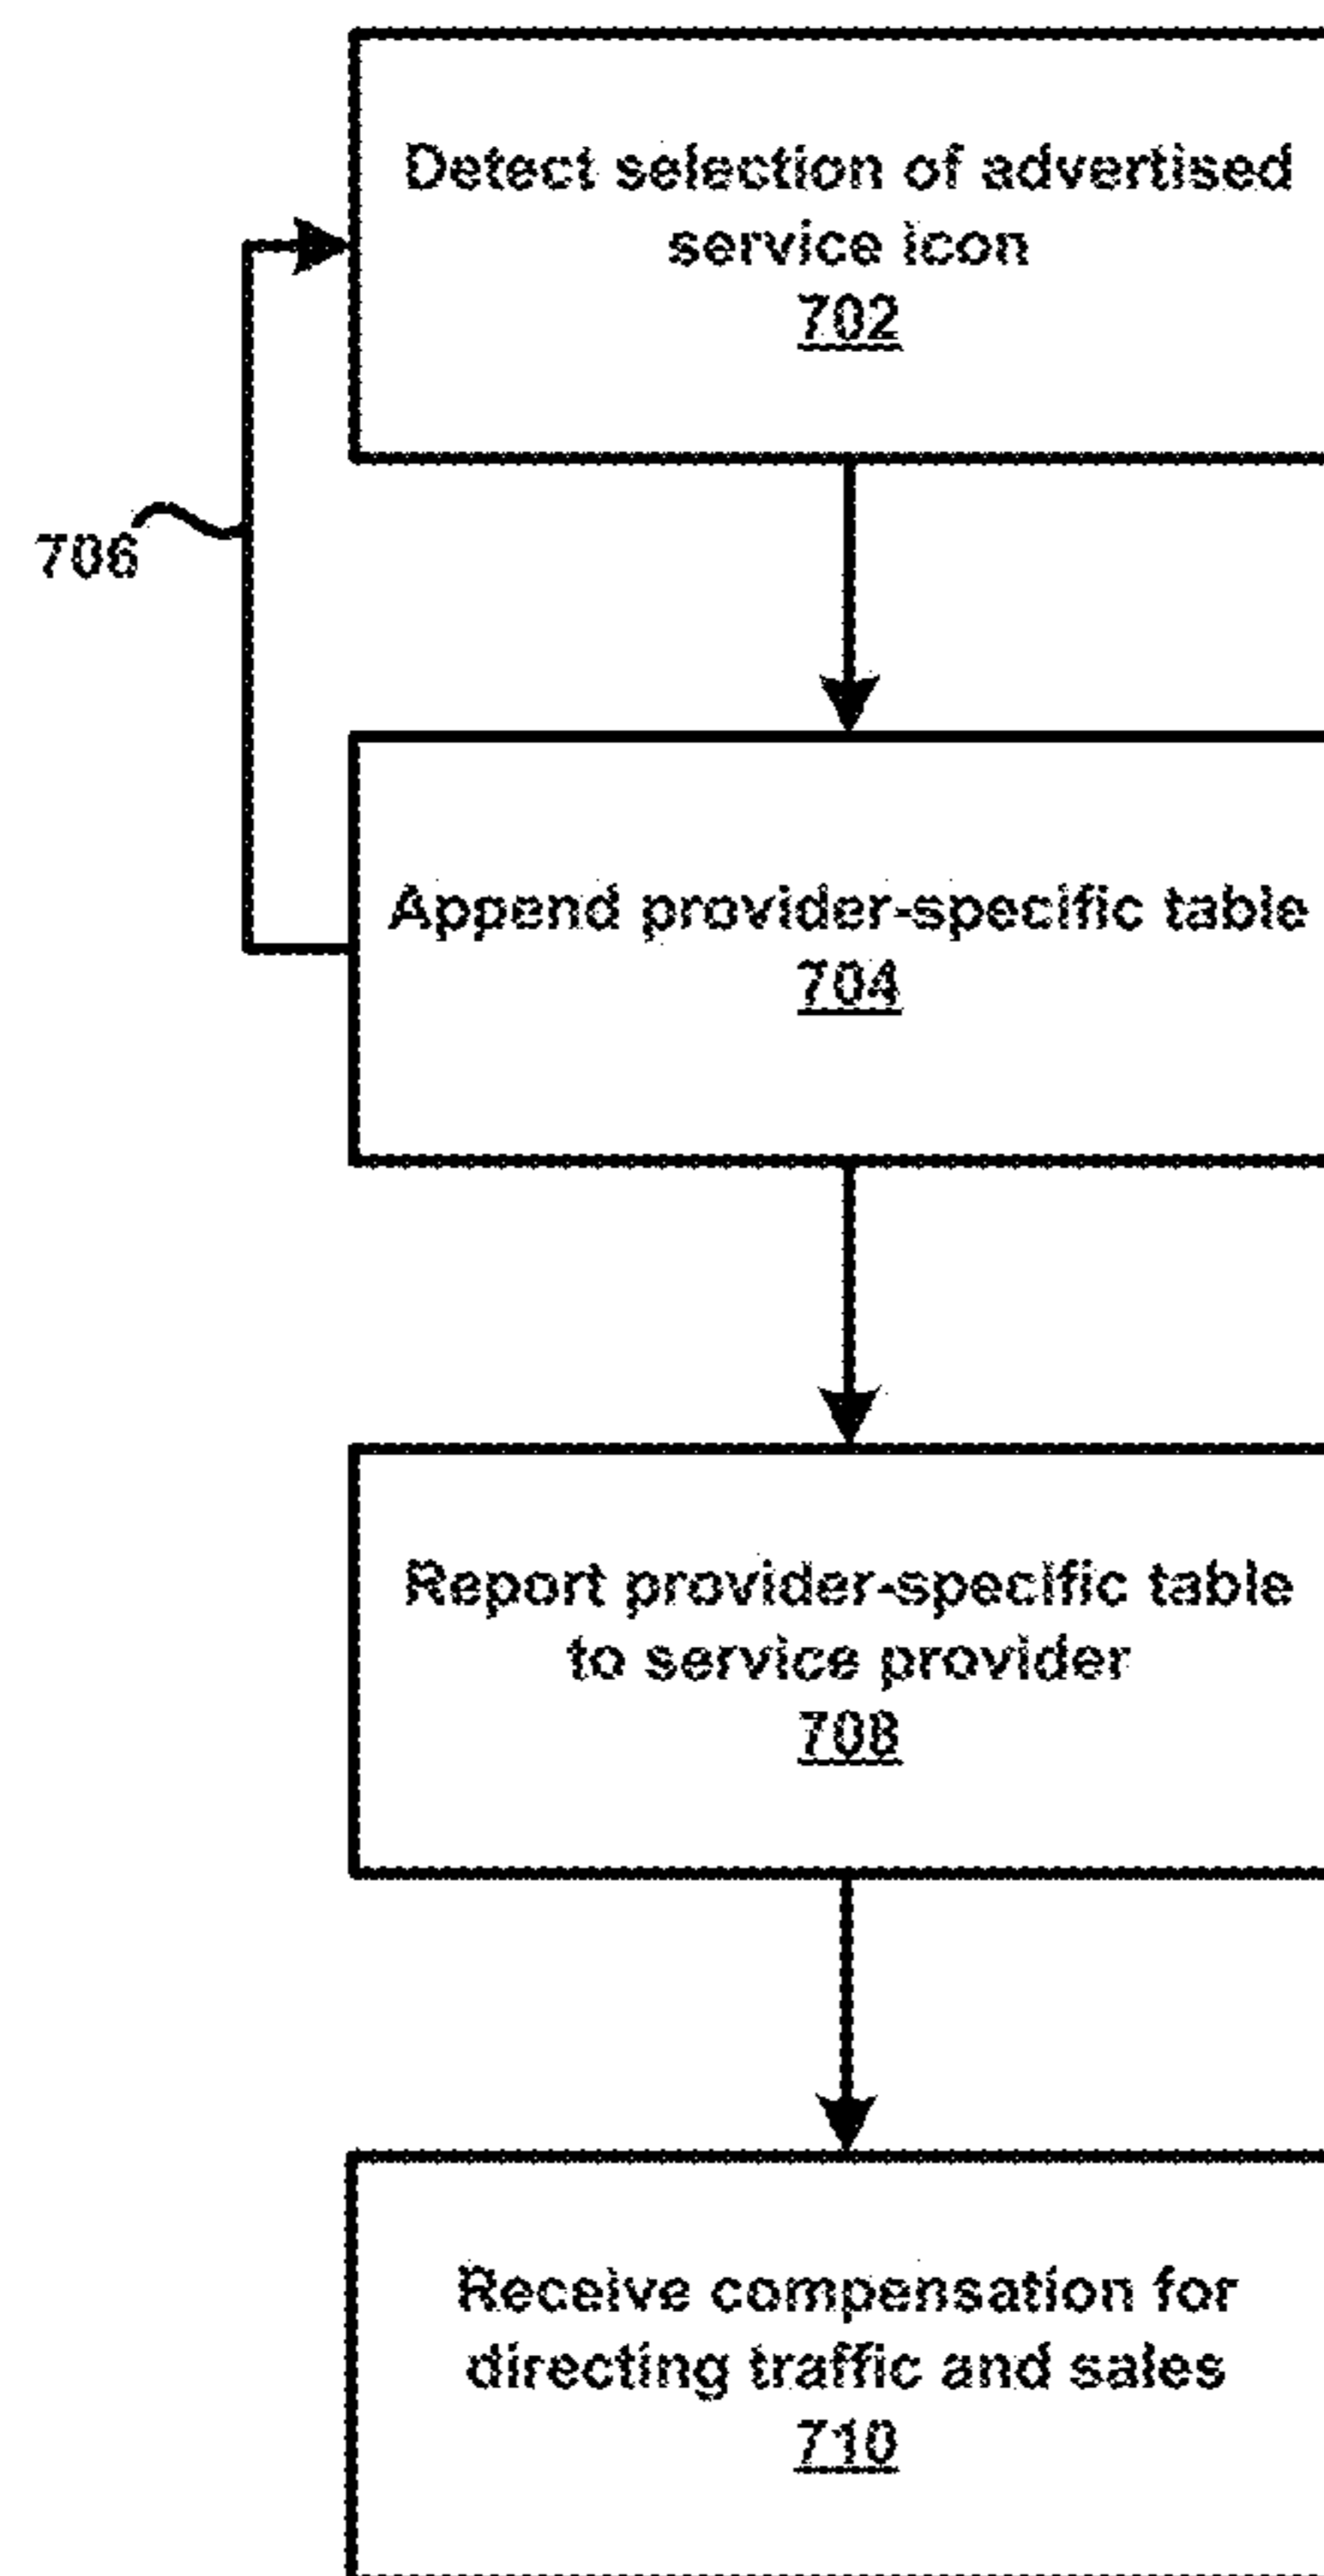 Detect selection of advertised
service icon
702
706
Append provider-specific table
704
Report provider-specific table
to service provider
708
Receive compensation for
directing traffic and sales
710